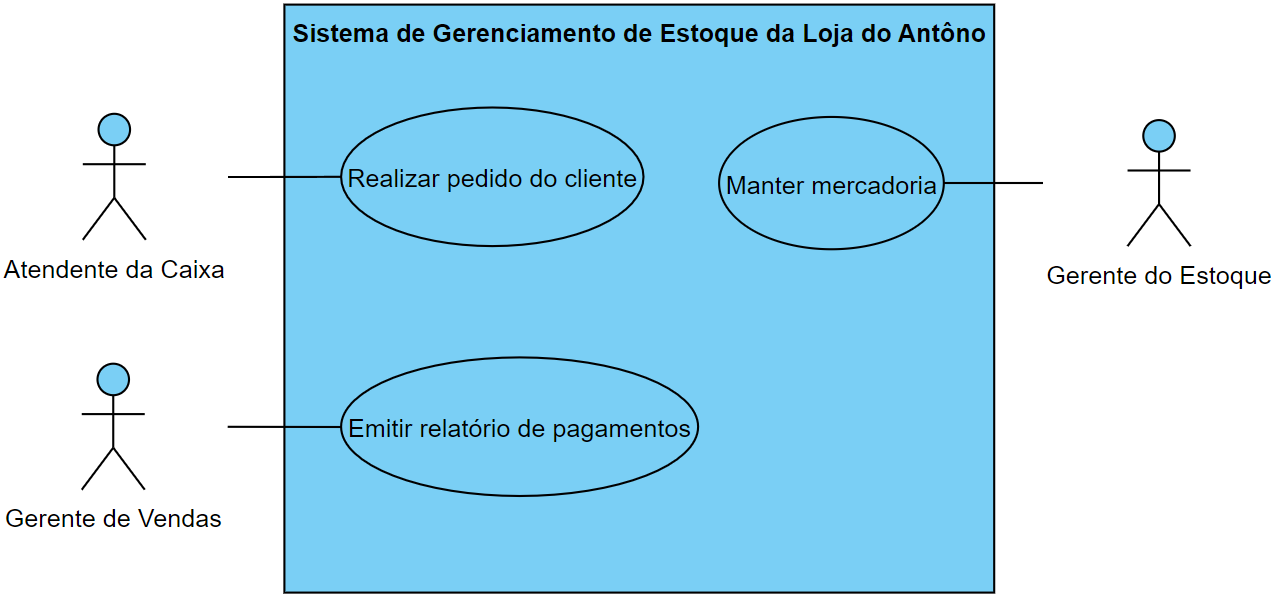 Sistema de Gerenciamento de Estoque da Loja do Antôno
Realizar pedido do cliente
Manter mercadoria
Atendente da Caixa
Gerente do Estoque
Emitir relatório de pagamentos
Gerente de Vendas